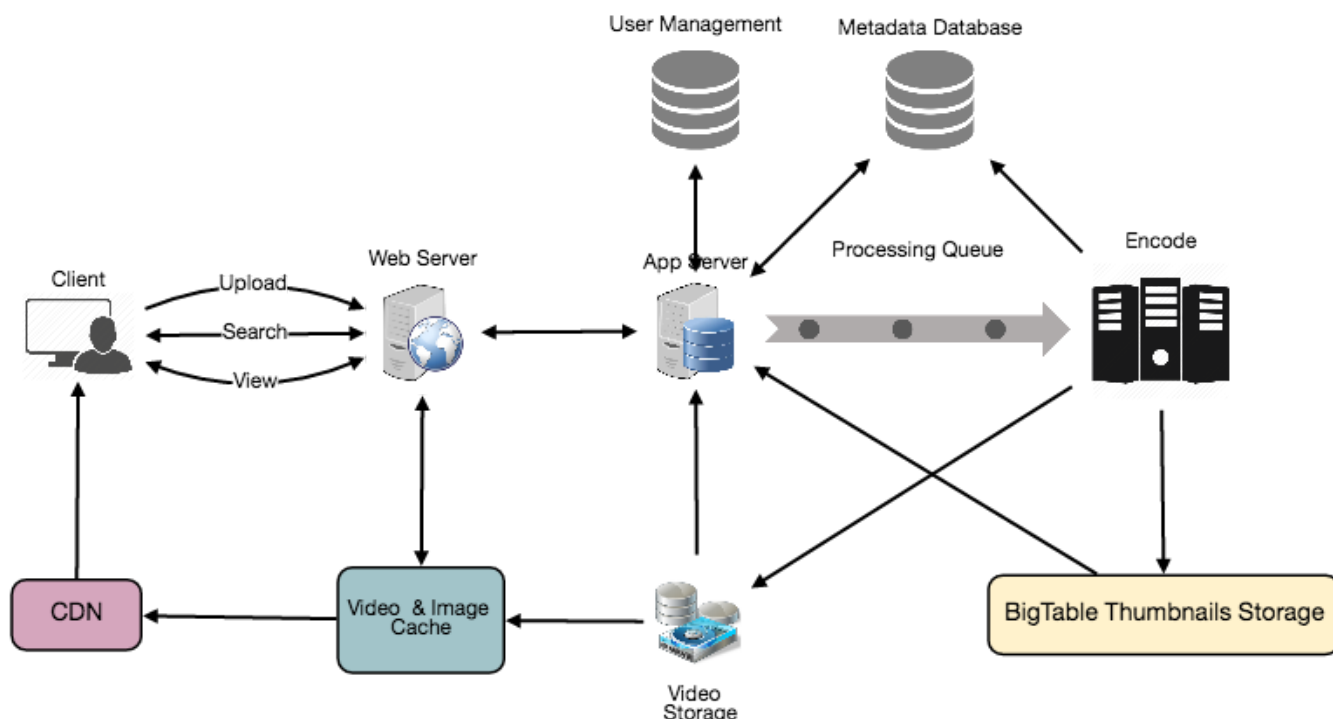 User Management
Metadata Database
Client
Web Server
App Server
Processing Queue
Encode
Upload
Search
View
CDN
Video & Image
Cache
BigTable Thumbnails Storage
Video
Storage